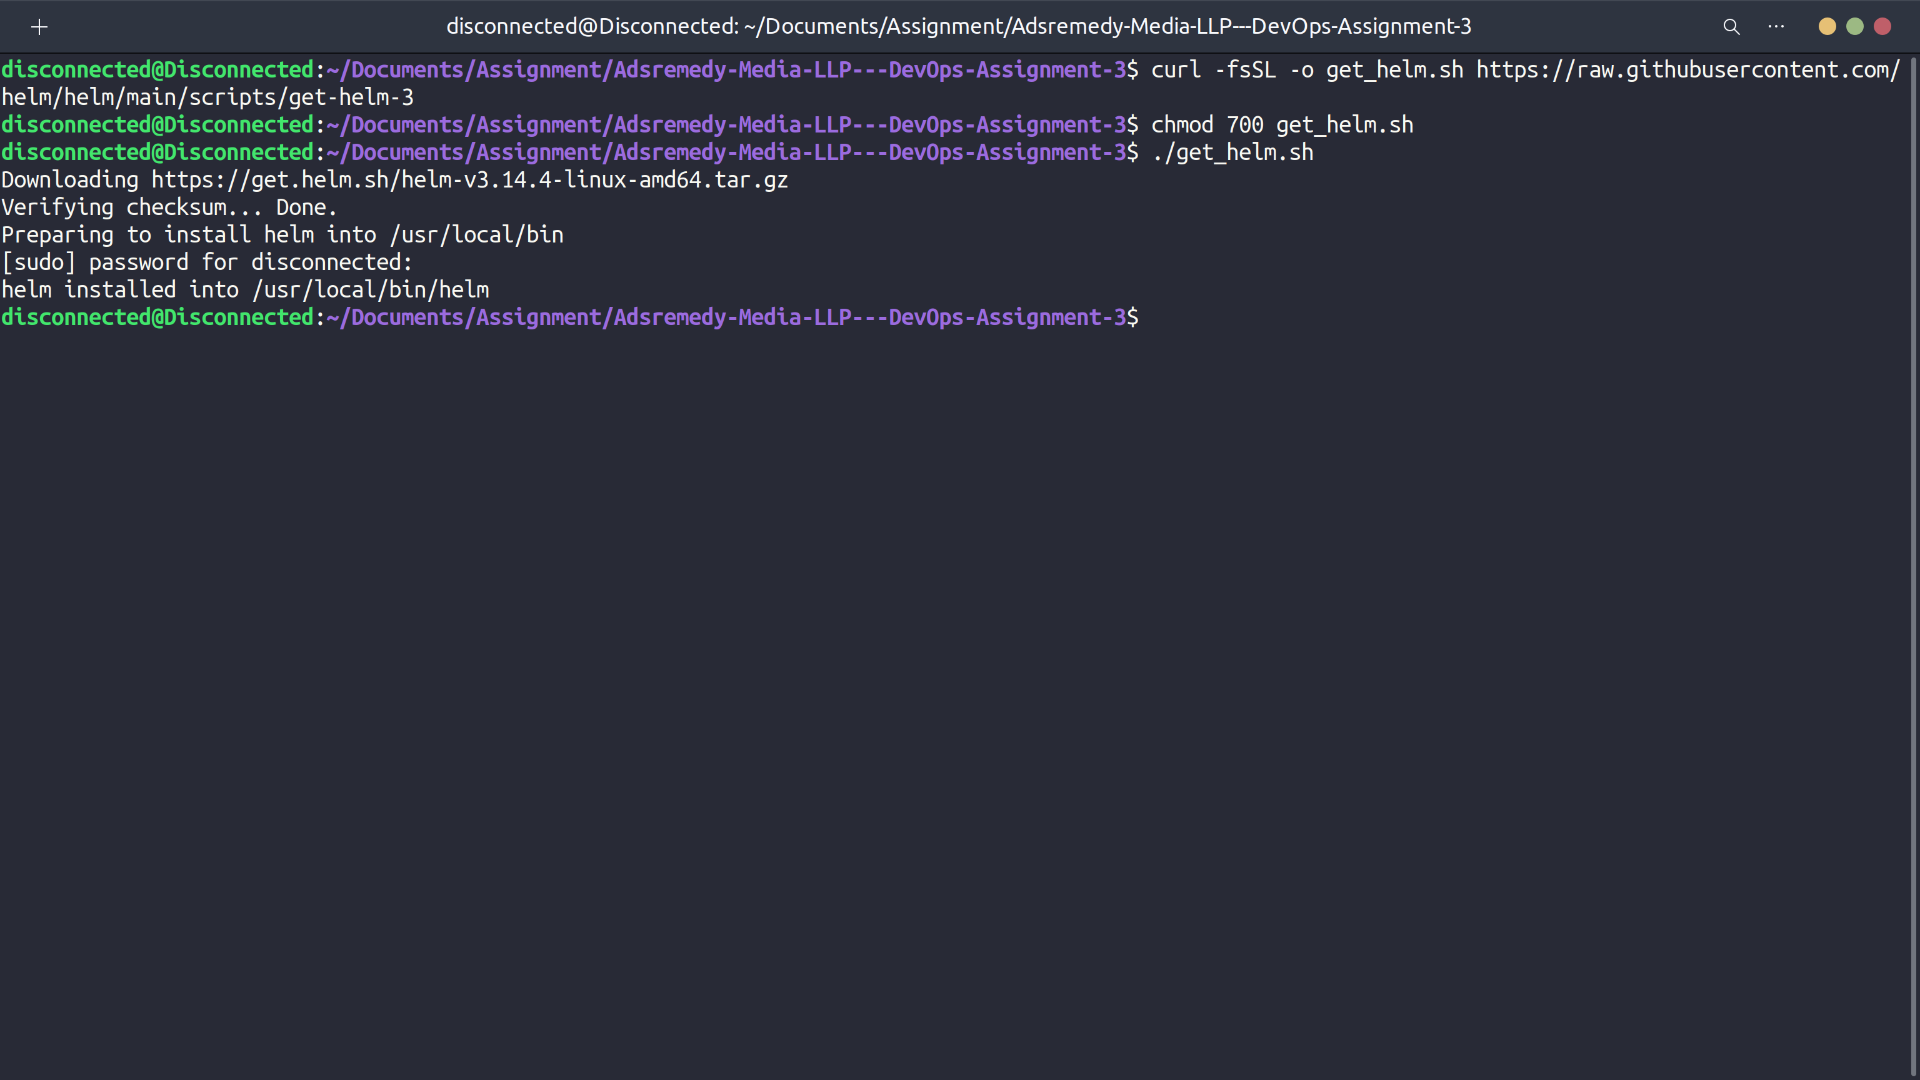 disconnected@Disconnected: ~/Documents/Assignment/Adsremedy-Media-LLP---DevOps-Assignment-3
disconnected@Disconnected:~/Documents/Assignment/Adsremedy-Media-LLP---DevOps-Assignment-3$ curl -fsSL -o get_helm.sh https://raw.githubusercontent.com/
helm/helm/main/scripts/get-helm-3
disconnected@Disconnected:~/Documents/Assignment/Adsremedy-Media-LLP---DevOps-Assignment-3$ chmod 700 get_helm.sh
disconnected@Disconnected:~/Documents/Assignment/Adsremedy-Media-LLP---DevOps-Assignment-3$ ./get_helm.sh
Downloading https://get.helm.sh/helm-v3.14.4-linux-amd64.tar.gz
Verifying checksum... Done.
Preparing to install helm into /usr/local/bin
[sudo] password for disconnected:
helm installed into /usr/local/bin/helm
disconnected@Disconnected:~/Documents/Assignment/Adsremedy-Media-LLP---DevOps-Assignment-3$